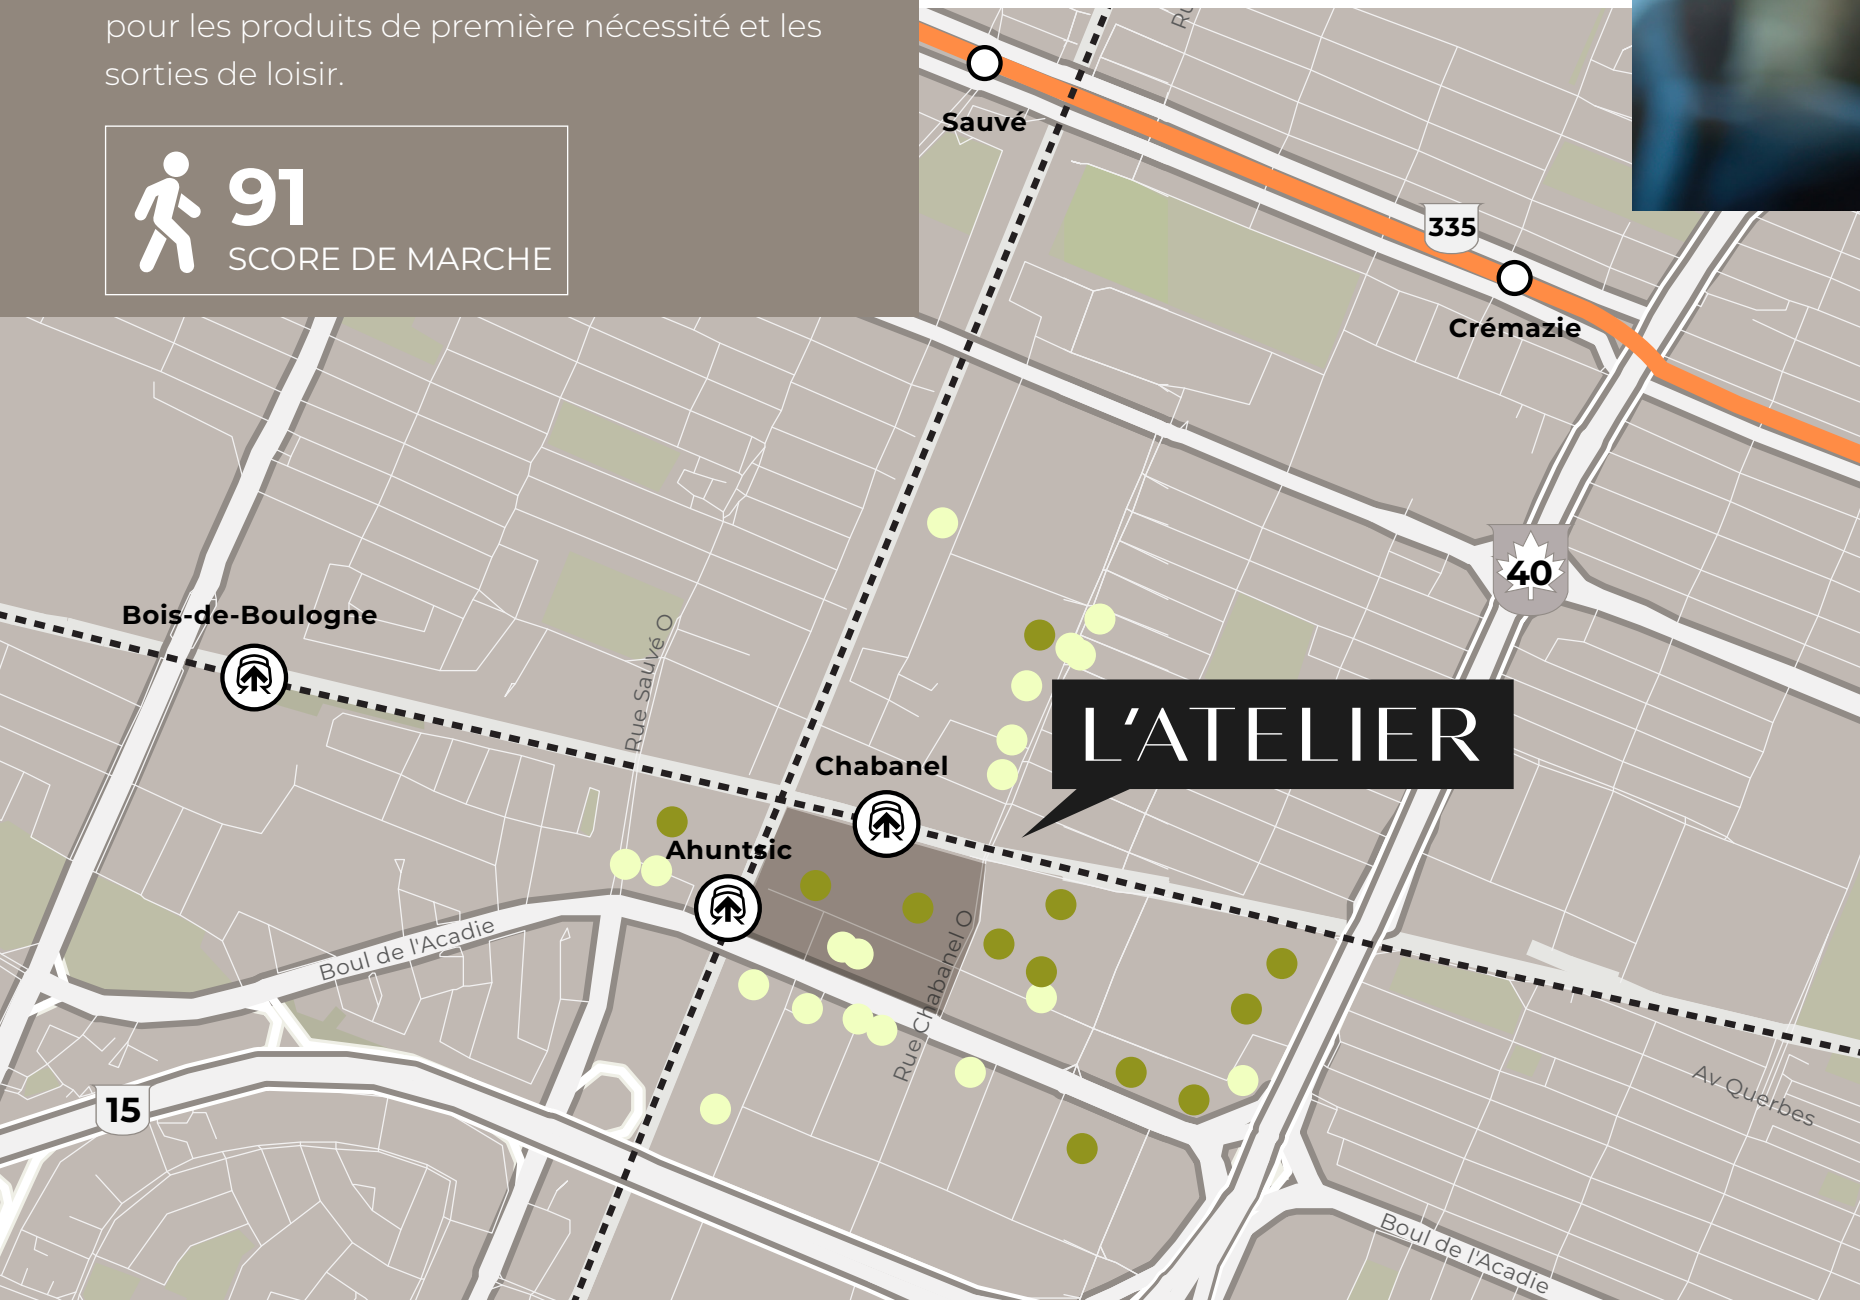 pour les produits de première nécessité et les
sorties de loisir.
91
SCORE DE MARCHE
Sauvé
335
Crémazie
40
Bois-de-Boulogne
Rue Sauvé O
L'ATELIER
Chabanel
Ahuntsic
Boul de l'Acadie
Rue Chabanel O
15
Av Querbes
Boul de l'Acadie